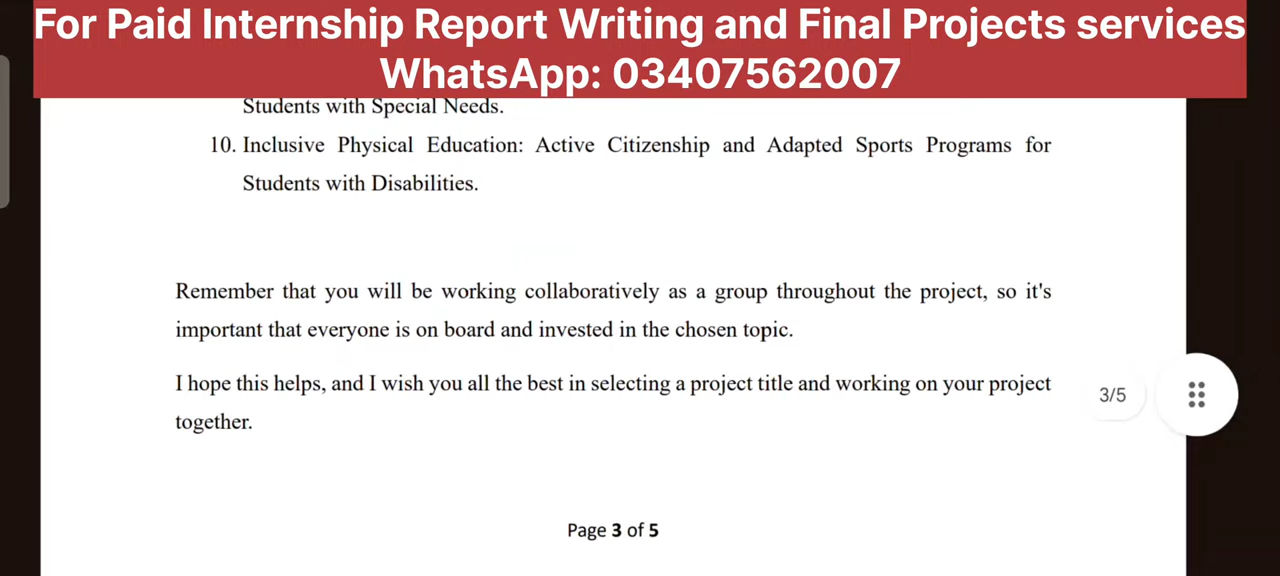 For Paid Internship Report Writing and Final Projects services
WhatsApp: 03407562007
Students with Special Needs.
10. Inclusive Physical Education: Active Citizenship and Adapted Sports Programs for
Students with Disabilities.
Remember that you will be working collaboratively as a group throughout the project, so it's
important that everyone is on board and invested in the chosen topic.
I hope this helps, and I wish you all the best in selecting a project title and working on your project
together.
3/5
Page 3 of 5